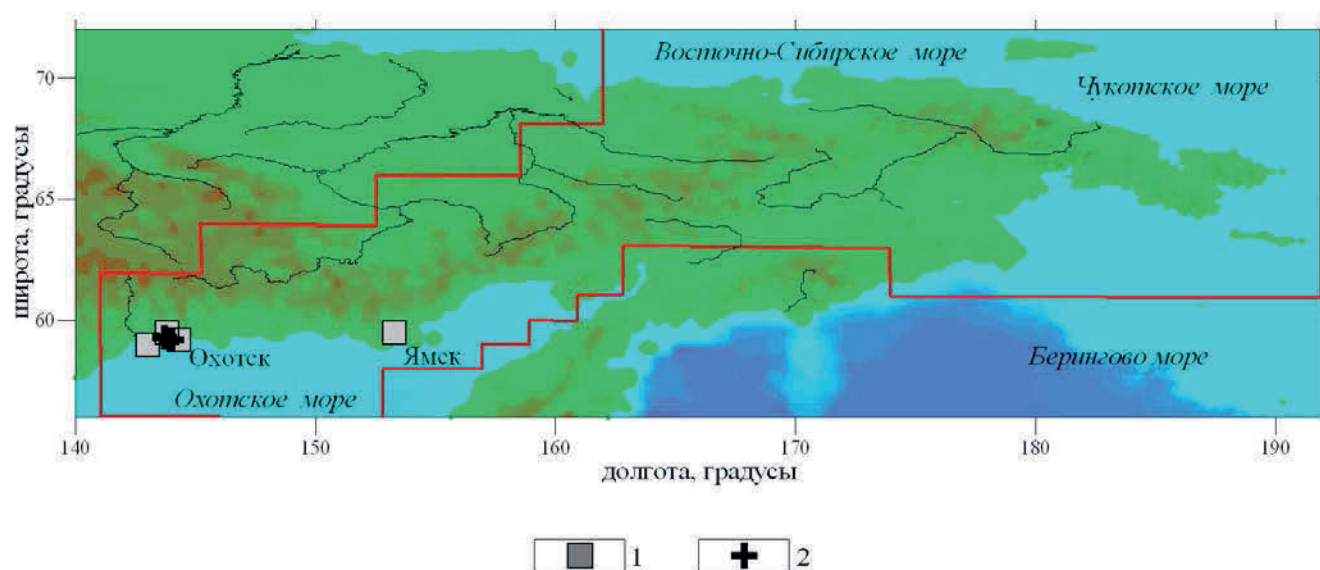 Восточно-Сибирское море
70
Чукотское море
65
широта, градусы
60
Охотск
Ямск
Берингово море
Охотское море
140
150
160
170
180
190
долгота, градусы
1
2